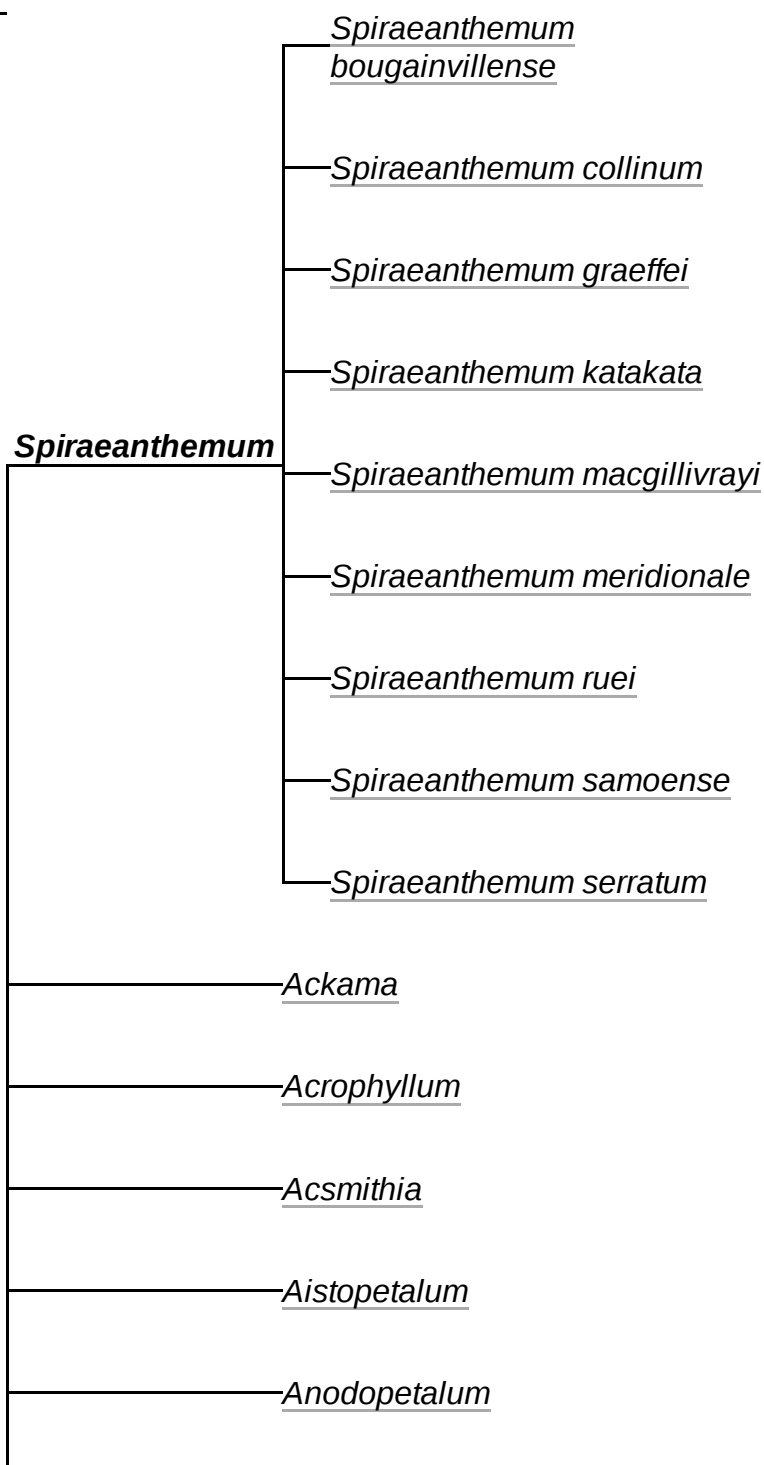 Spiraeanthemum
bougainvillense
Spiraeanthemum collinum
Spiraeanthemum graeffei
Spiraeanthemum katakata
Spiraeanthemum
Spiraeanthemum macgillivrayi
Spiraeanthemum meridionale
Spiraeanthemum ruei
Spiraeanthemum samoense
Spiraeanthemum serratum
Ackama
Acrophyllum
Acsmithia
Aistopetalum
Anodopetalum